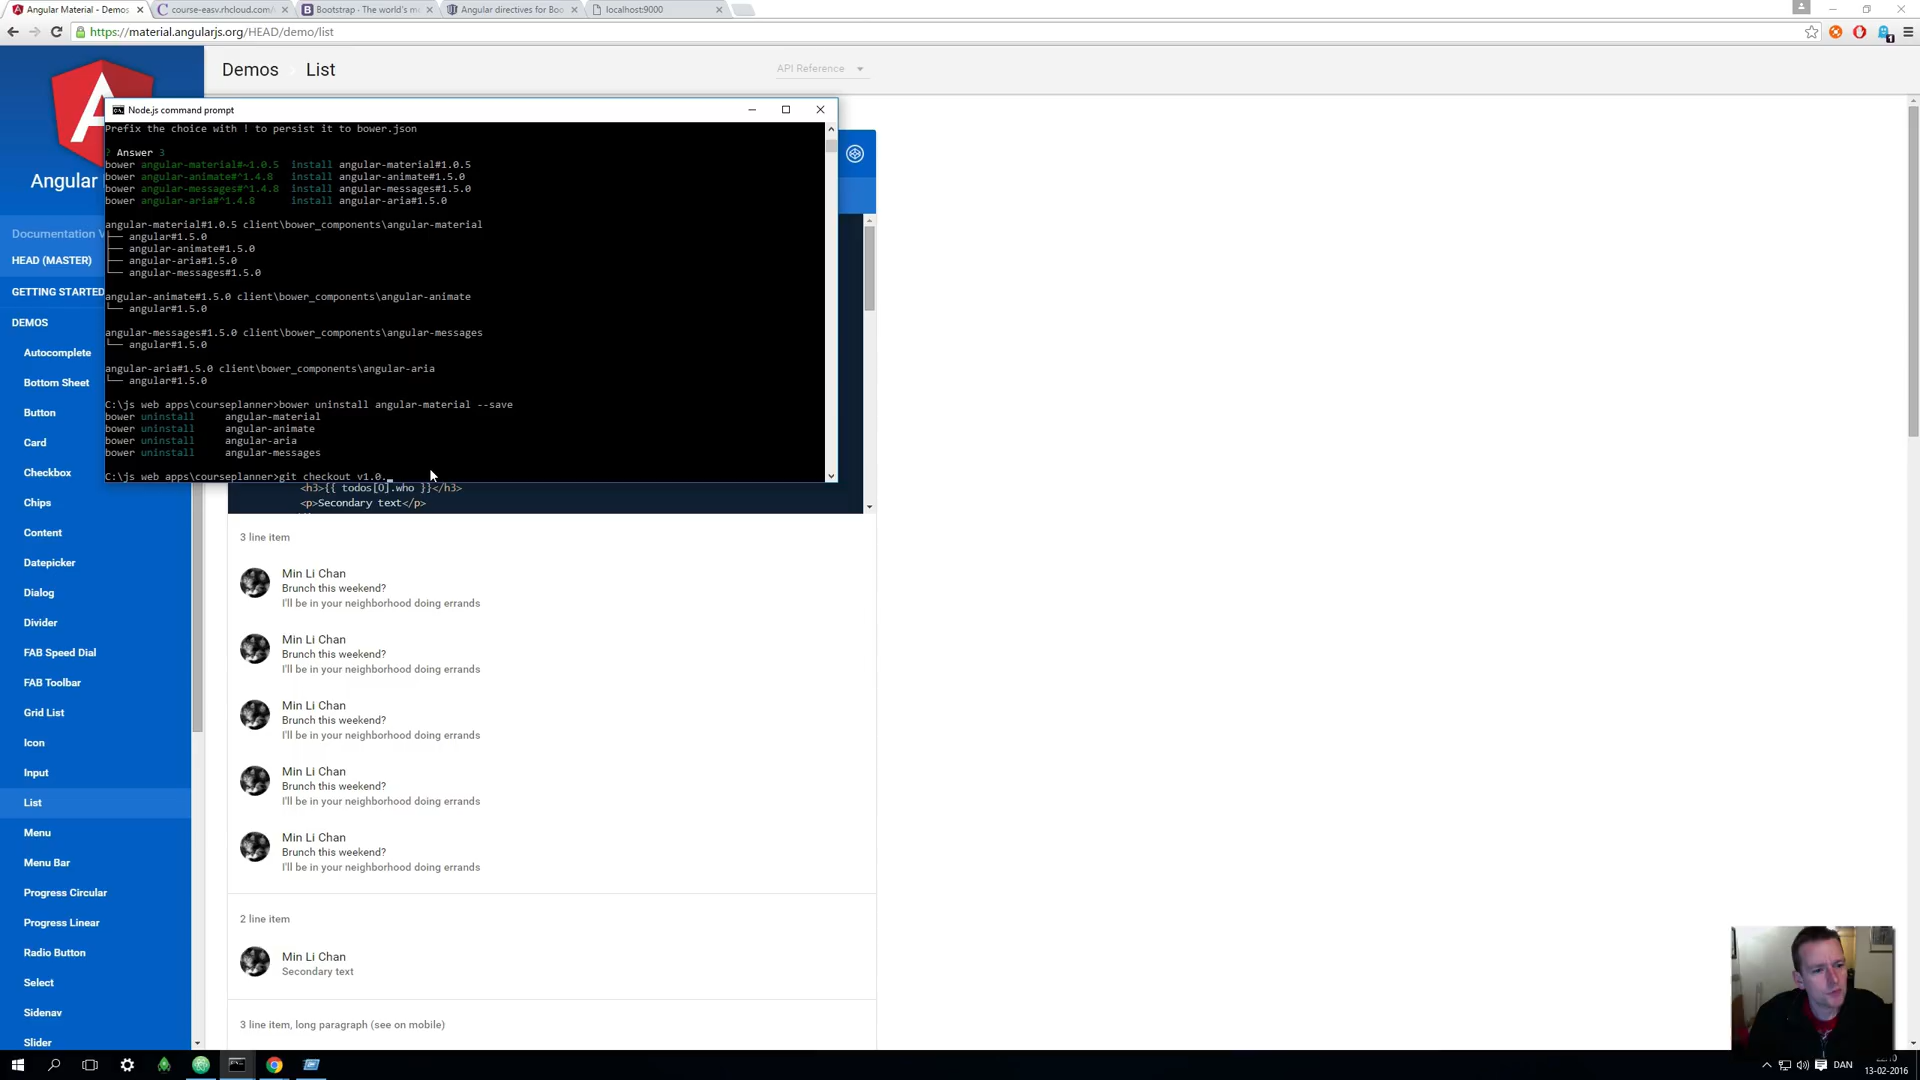 Angular Material - Demos
course-easv.rhcloud.com/
Bootstrap · The world's m
Angular directives for Boo
localhost:9000
https://material.angularjs.org/HEAD/demo/list
Demos
List
API Reference
Angular
Documentation V
HEAD (MASTER)
GETTING STARTED
DEMOS
Autocomplete
Bottom Sheet
Button
Card
Checkbox
Chips
Content
Datepicker
Dialog
Divider
FAB Speed Dial
FAB Toolbar
Grid List
Icon
Input
List
Menu
Menu Bar
Progress Circular
Progress Linear
Radio Button
Select
Sidenav
Slider
Node.js command prompt
Prefix the choice with ! to persist it to bower.json
? Answer 3
bower angular-material#~1.0.5 install angular-material#1.0.5
bower angular-animate#^1.4.8 install angular-animate#1.5.0
bower angular-messages#^1.4.8 install angular-messages#1.5.0
bower angular-aria#^1.4.8 install angular-aria#1.5.0
angular-material#1.0.5 client\bower_components\angular-material
├── angular#1.5.0
├── angular-animate#1.5.0
├── angular-aria#1.5.0
└── angular-messages#1.5.0
angular-animate#1.5.0 client\bower_components\angular-animate
└── angular#1.5.0
angular-messages#1.5.0 client\bower_components\angular-messages
└── angular#1.5.0
angular-aria#1.5.0 client\bower_components\angular-aria
└── angular#1.5.0
C:\js web apps\courseplanner>bower uninstall angular-material --save
bower uninstall angular-material
bower uninstall angular-animate
bower uninstall angular-aria
bower uninstall angular-messages
C:\js web apps\courseplanner>git checkout v1.0._
<h3>{{ todos[0].who }}</h3>
<p>Secondary text</p>
3 line item
Min Li Chan
Brunch this weekend?
I'll be in your neighborhood doing errands
Min Li Chan
Brunch this weekend?
I'll be in your neighborhood doing errands
Min Li Chan
Brunch this weekend?
I'll be in your neighborhood doing errands
Min Li Chan
Brunch this weekend?
I'll be in your neighborhood doing errands
Min Li Chan
Brunch this weekend?
I'll be in your neighborhood doing errands
2 line item
Min Li Chan
Secondary text
3 line item, long paragraph (see on mobile)
DAN
13-02-2016